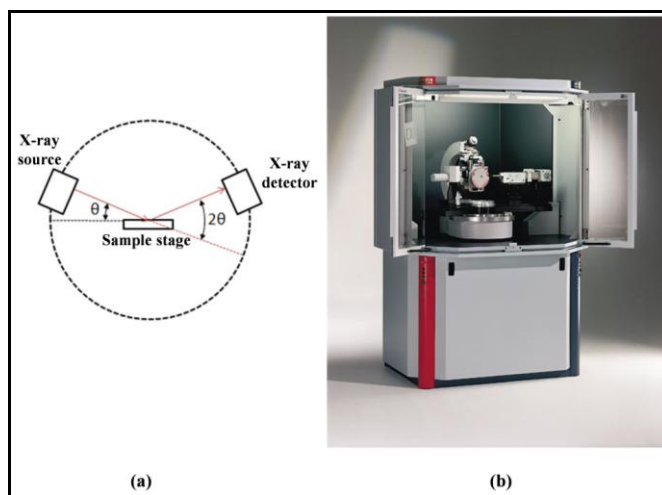 X-ray
source
X-ray
detector
θ
2θ
Sample stage
(a)
(b)